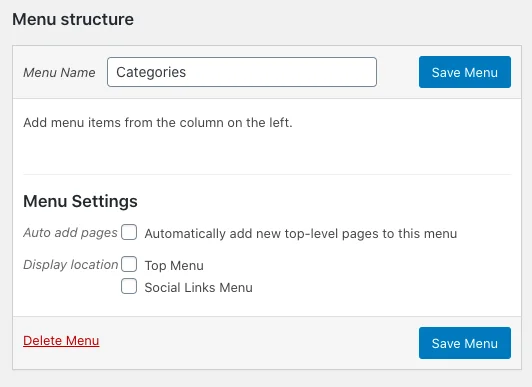 Menu structure
Menu Name Categories Save Menu
Add menu items from the column on the left.
Menu Settings
Auto add pages Automatically add new top-level pages to this menu
Display location Top Menu
Social Links Menu
Delete Menu Save Menu